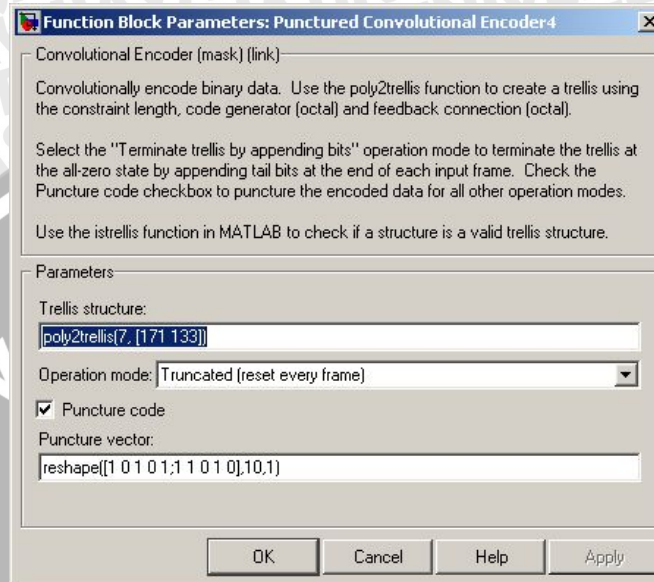 Function Block Parameters: Punctured Convolutional Encoder4
Convolutional Encoder (mask) (link)
Convolutionally encode binary data. Use the poly2trellis function to create a trellis using
the constraint length, code generator (octal) and feedback connection (octal).
Select the "Terminate trellis by appending bits" operation mode to terminate the trellis at
the all-zero state by appending tail bits at the end of each input frame. Check the
Puncture code checkbox to puncture the encoded data for all other operation modes.
Use the istrellis function in MATLAB to check if a structure is a valid trellis structure.
Parameters
Trellis structure:
poly2trellis(7, [171 133])
Operation mode: Truncated (reset every frame)
Puncture code
Puncture vector:
reshape([1 0 1 0 1;1 1 0 1 0],10,1)
OK Cancel Help Apply